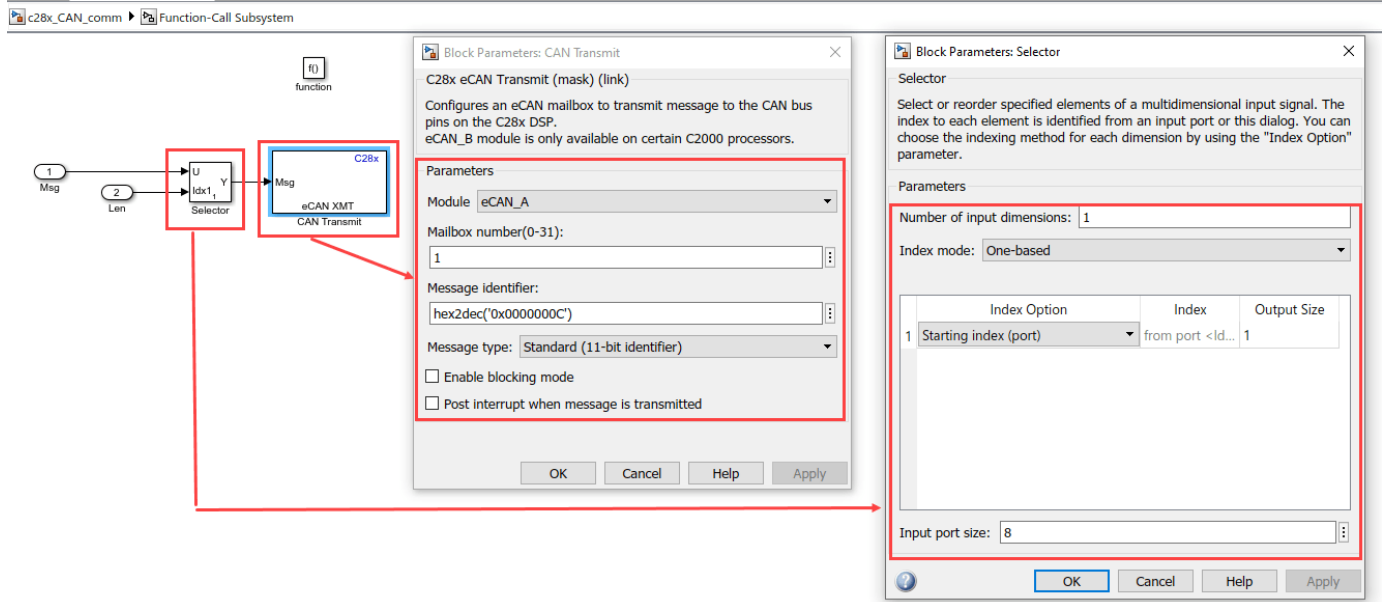 c28x_CAN_comm Function-Call Subsystem
f()
function
1
Msg
2
Len
U
Idx1
1
Y
Selector
C28x
Msg
eCAN XMT
CAN Transmit
Block Parameters: CAN Transmit
C28x eCAN Transmit (mask) (link)
Configures an eCAN mailbox to transmit message to the CAN bus
pins on the C28x DSP.
eCAN_B module is only available on certain C2000 processors.
Parameters
Module eCAN_A
Mailbox number(0-31):
1
Message identifier:
hex2dec('0x0000000C')
Message type: Standard (11-bit identifier)
Enable blocking mode
Post interrupt when message is transmitted
OK Cancel Help Apply
Block Parameters: Selector
Selector
Select or reorder specified elements of a multidimensional input signal. The
index to each element is identified from an input port or this dialog. You can
choose the indexing method for each dimension by using the "Index Option"
parameter.
Parameters
Number of input dimensions: 1
Index mode: One-based
Index Option Index Output Size
1 Starting index (port) from port <Id... 1
Input port size: 8
OK Cancel Help Apply